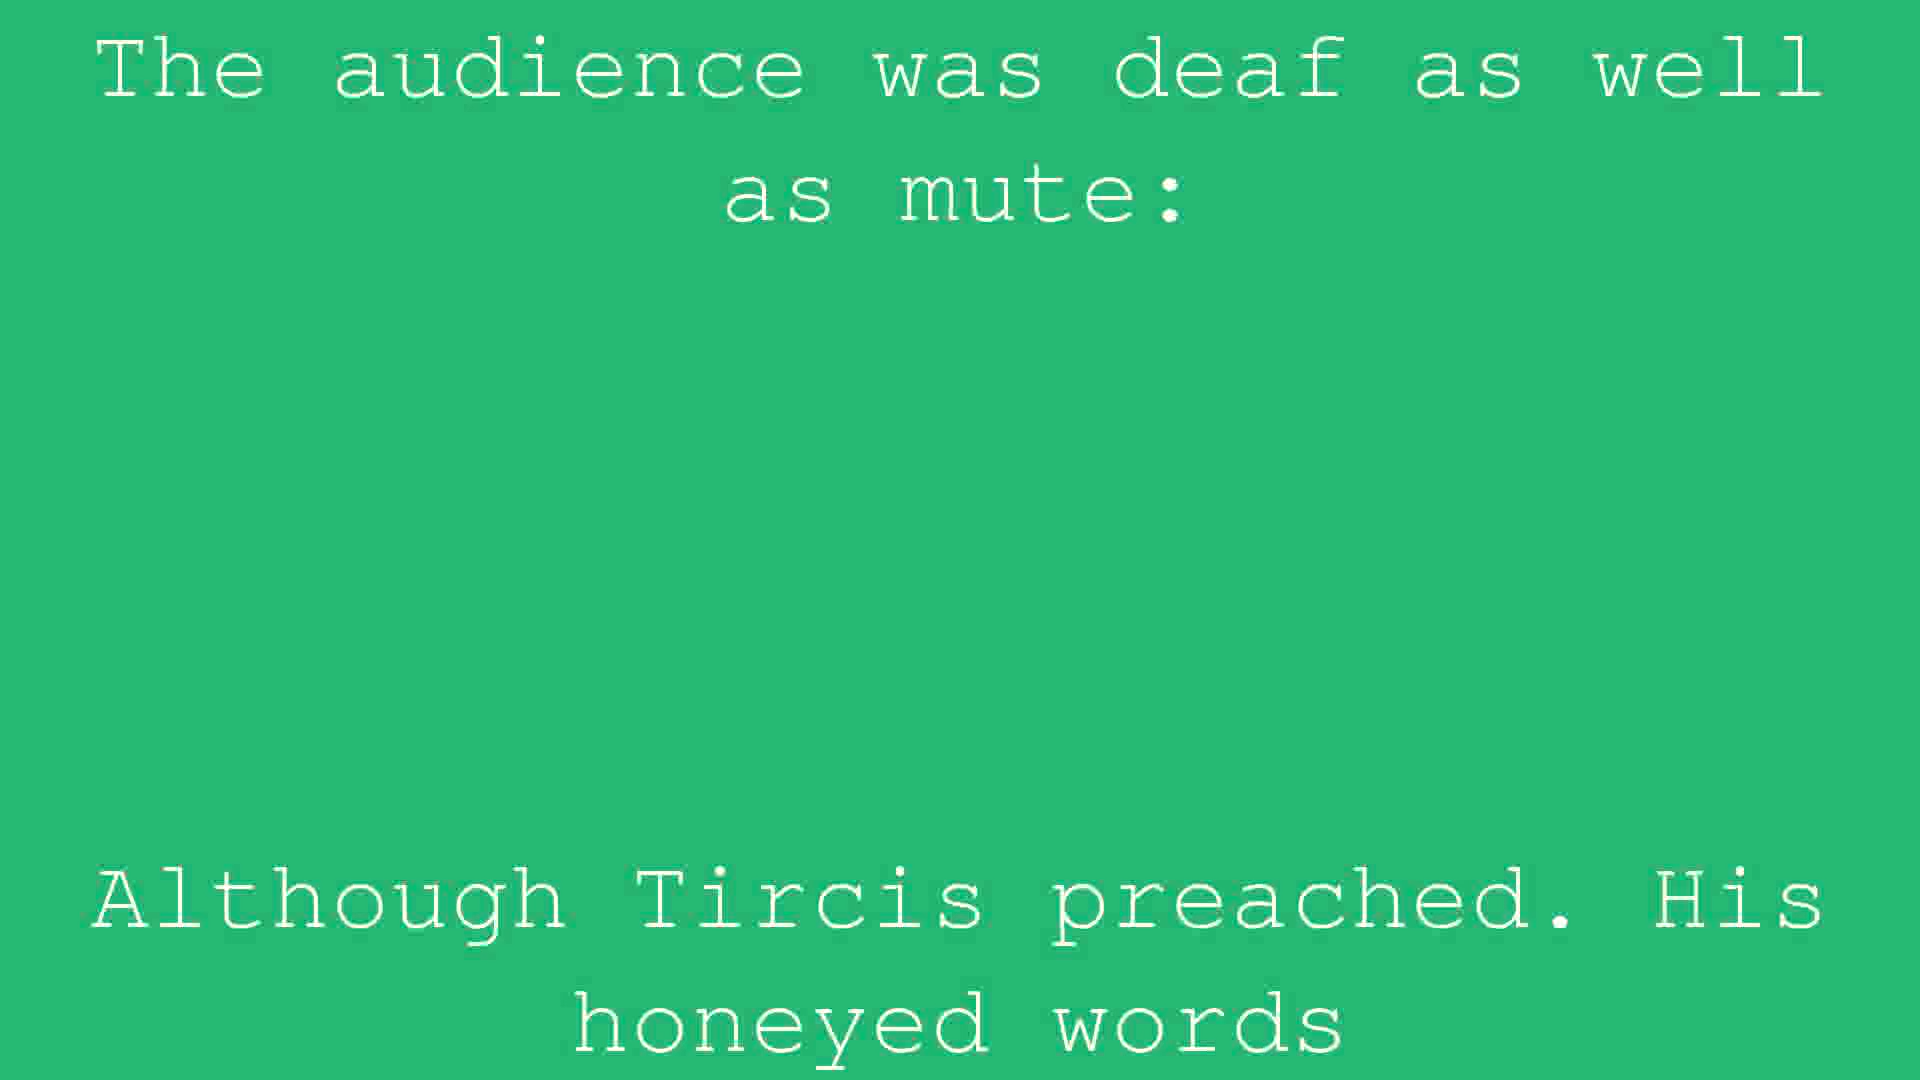 The audience was deaf as well
as mute:
Although Tircis preached. His
honeyed words